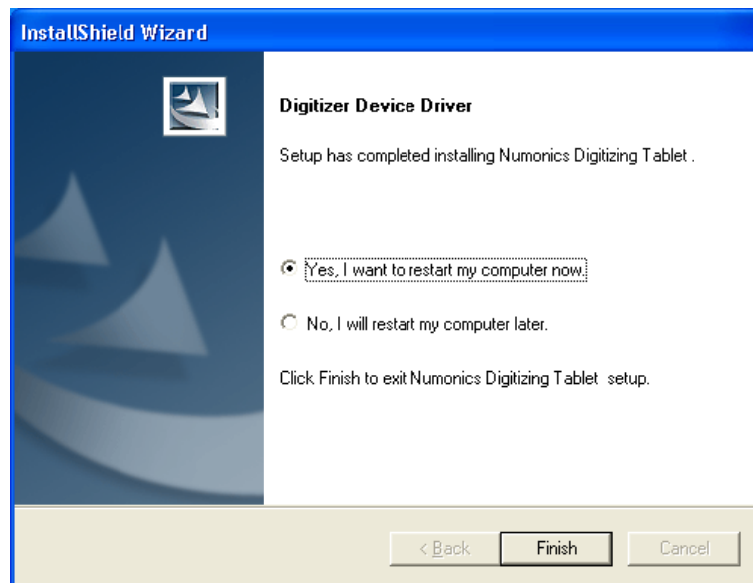 InstallShield Wizard
Digitizer Device Driver
Setup has completed installing Numonics Digitizing Tablet .
Yes, I want to restart my computer now.
No, I will restart my computer later.
Click Finish to exit Numonics Digitizing Tablet  setup.
< Back Finish Cancel